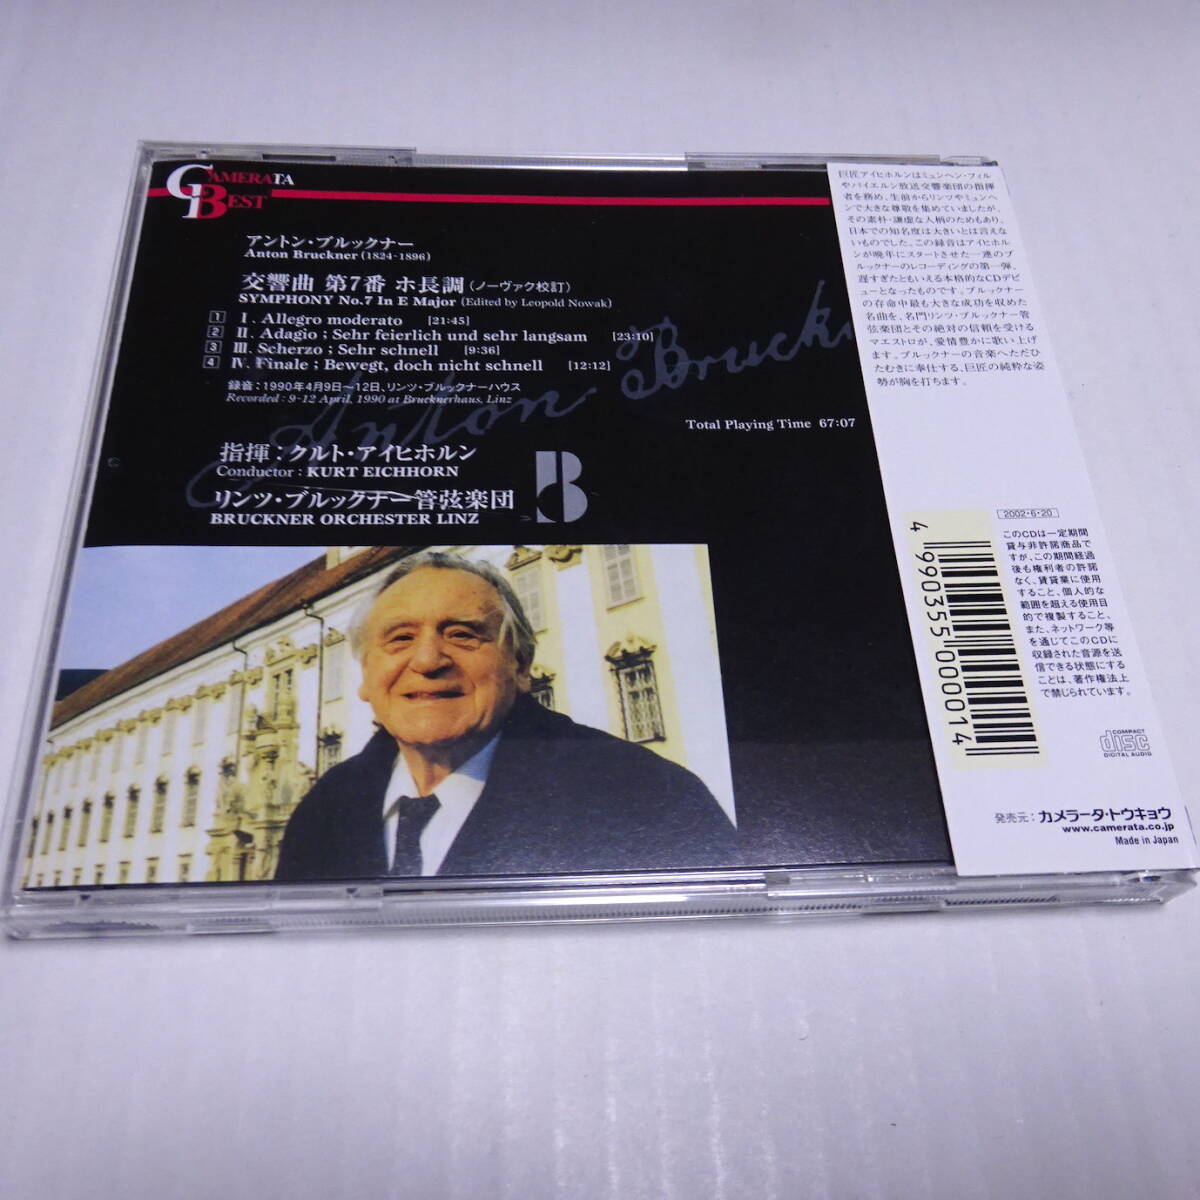 CAMERATA
BEST
アントン・ブルックナー
Anton Bruckner (1824-1896)
交響曲 第7番 ホ長調 (ノーヴァク校訂)
SYMPHONY No.7 In E Major (Edited by Leopold Nowak)
1 I. Allegro moderato [21:45]
2 II. Adagio ; Sehr feierlich und sehr langsam [23:10]
3 III. Scherzo ; Sehr schnell [9:36]
4 IV. Finale ; Bewegt, doch nicht schnell [12:12]
録音：1990年4月9日〜12日、リンツ・ブルックナーハウス
Recorded : 9-12 April, 1990 at Brucknerhaus, Linz
Anton Bruckn
Total Playing Time 67:07
指揮：クルト・アイヒホルン
Conductor : KURT EICHHORN
リンツ・ブルックナー管弦楽団
BRUCKNER ORCHESTER LINZ
巨匠アイヒホルンはミュンヘン・フィル
やバイエルン放送交響楽団の指揮
者を務め、生前からリンツやミュンヘ
ンで大きな尊敬を集めていましたが、
その素朴・謙虚な人柄のためもあり、
日本での知名度は大きいとは言えな
いものでした。この録音はアイヒホル
ンが晩年にスタートさせた一連のブ
ルックナーのレコーディングの第一弾、
遅すぎたともいえる本格的なCDデビ
ューとなったものです。ブルックナー
の存命中最も大きな成功を収めた
名曲を、名門リンツ・ブルックナー管
弦楽団とその絶対の信頼を受ける
マエストロが、愛情豊かに歌い上げ
ます。ブルックナーの音楽へただひ
たむきに奉仕する、巨匠の純粋な姿
勢が胸を打ちます。
2002・6・20
このCDは一定期間
貸与非許諾商品で
すが、この期間経過
後も権利者の許諾
なく、賃貸業に使用
すること、個人的な
範囲を超える使用目
的で複製すること、
また、ネットワーク等
を通じてこのCDに
収録された音源を送
信できる状態にする
ことは、著作権法上
で禁じられています。
4 990355 000014
COMPACT
disc
DIGITAL AUDIO
発売元：カメラータ・トウキョウ
www.camerata.co.jp
Made in Japan